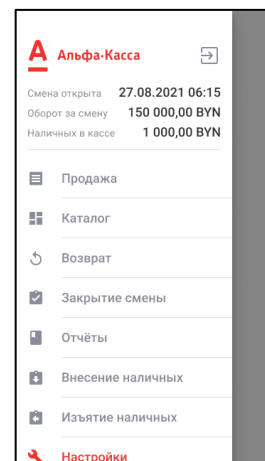 Альфа·Касса
Смена открыта 27.08.2021 06:15
Оборот за смену 150 000,00 BYN
Наличных в кассе 1 000,00 BYN
Продажа
Каталог
Возврат
Закрытие смены
Отчёты
Внесение наличных
Изъятие наличных
Настройки